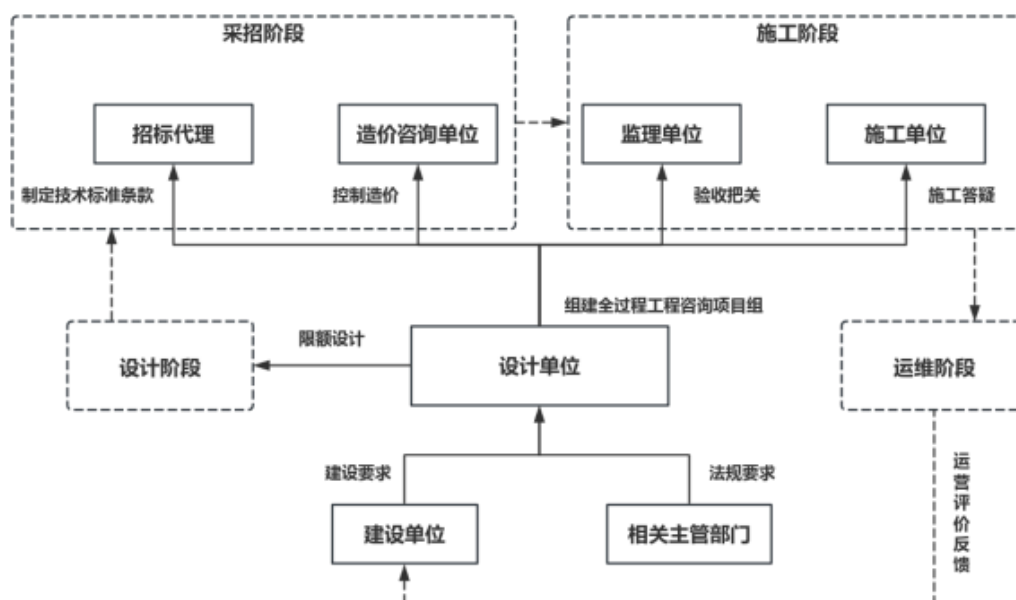 采招阶段
施工阶段
招标代理
造价咨询单位
监理单位
施工单位
制定技术标准条款
控制造价
验收把关
施工答疑
组建全过程工程咨询项目组
限额设计
设计阶段
设计单位
运维阶段
建设要求
法规要求
运营评价反馈
建设单位
相关主管部门